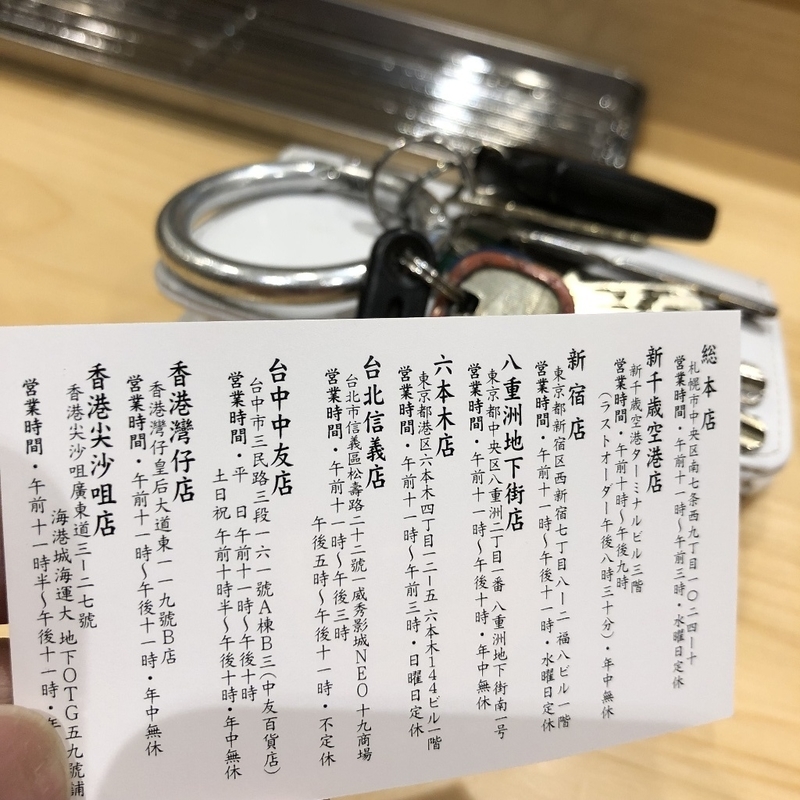 総本店
札幌市中央区南七条西九丁目一〇二四ー十
営業時間・午前十一時〜午前三時・水曜日定休
新千歳空港店
新千歳空港ターミナルビル三階
営業時間・午前十時〜午後九時
(ラストオーダー午後八時三十分)・年中無休
新宿店
東京都新宿区西新宿七丁目八ー二 福八ビル一階
営業時間・午前十一時〜午後十一時・水曜日定休
八重洲地下街店
東京都中央区八重洲二丁目一番 八重洲地下街南一号
営業時間・午前十時〜午後十時・年中無休
六本木店
東京都港区六本木四丁目一二ー五 六本木144ビル一階
営業時間・午前十一時〜午前三時・日曜日定休
台北信義店
台北市信義區松壽路二十二號一威秀影城NEO十九商場
営業時間・午前十一時〜午後三時
午後五時〜午後十一時・不定休
台中中友店
台中市三民路三段一六一號A棟B三(中友百貨店)
営業時間・平 日 午前十一時〜午後十時
土日祝 午前十時半〜午後十時・年中無休
香港灣仔店
香港灣仔皇后大道東一一九號B店
営業時間・午前十一時〜午後十一時・年中無休
香港尖沙咀店
香港尖沙咀廣東道三ー二七號
海港城海運大 地下OTG五九號舖
営業時間・午前十一時半〜午後十一時・年